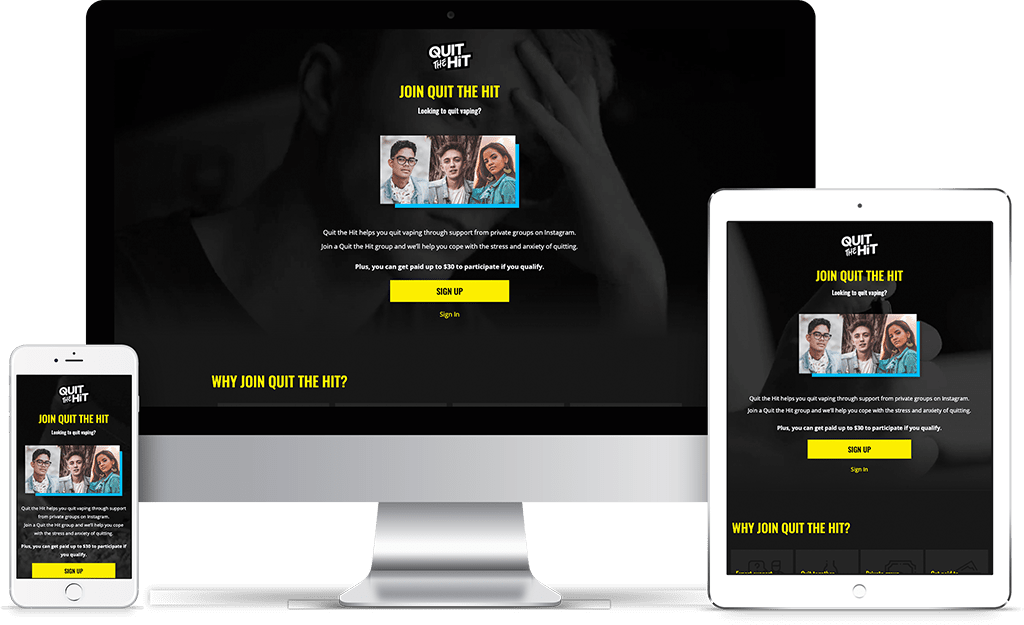 QUIT
THE HIT
JOIN QUIT THE HIT
Looking to quit vaping?
Quit the Hit helps you quit vaping through support from private groups on Instagram.
Join a Quit the Hit group and we'll help you cope with the stress and anxiety of quitting.
Plus, you can get paid up to $30 to participate if you qualify.
SIGN UP
Sign In
WHY JOIN QUIT THE HIT?
QUIT
THE HIT
JOIN QUIT THE HIT
Looking to quit vaping?
Quit the Hit helps you quit vaping through support
from private groups on Instagram.
Join a Quit the Hit group and we'll help you cope
with the stress and anxiety of quitting.
Plus, you can get paid up to $30 to participate if
you qualify.
SIGN UP
QUIT
THE HIT
JOIN QUIT THE HIT
Looking to quit vaping?
Quit the Hit helps you quit vaping through support from private groups on Instagram.
Join a Quit the Hit group and we'll help you cope with the stress and anxiety of quitting.
Plus, you can get paid up to $30 to participate if you qualify.
SIGN UP
Sign In
WHY JOIN QUIT THE HIT?